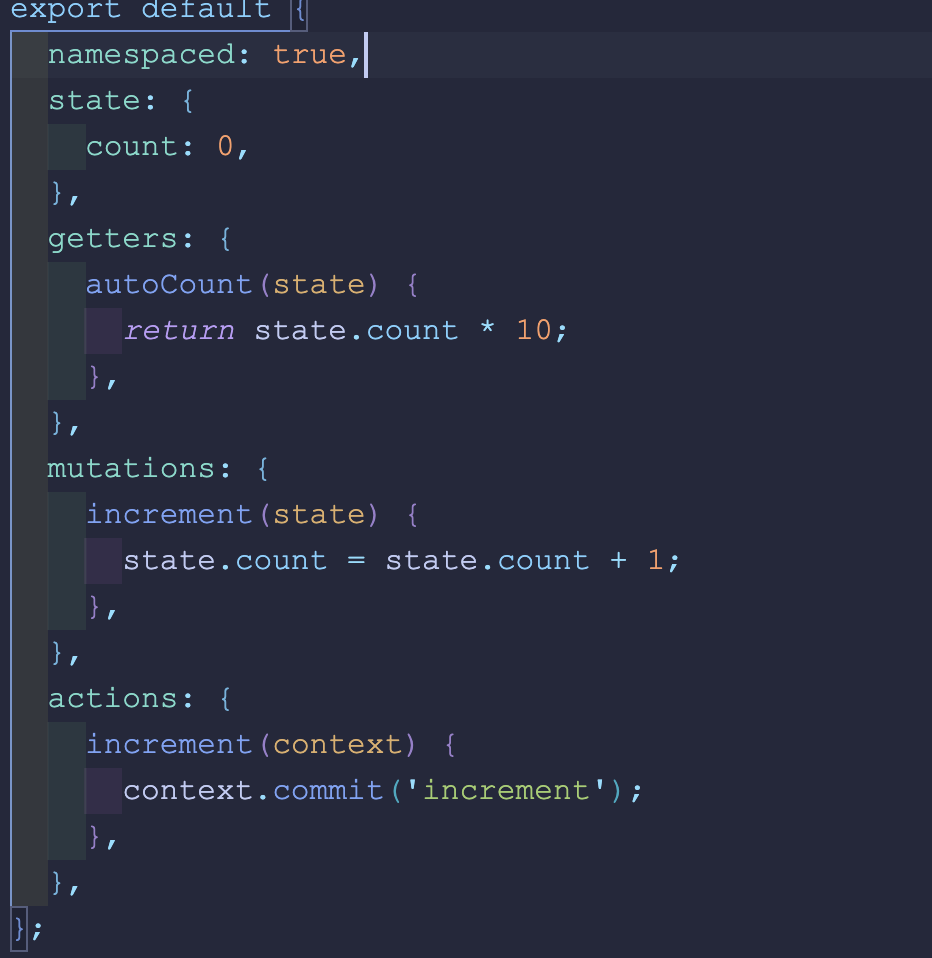 export default {
  namespaced: true,
  state: {
    count: 0,
  },
  getters: {
    autoCount(state) {
      return state.count * 10;
    },
  },
  mutations: {
    increment(state) {
      state.count = state.count + 1;
    },
  },
  actions: {
    increment(context) {
      context.commit('increment');
    },
  },
};